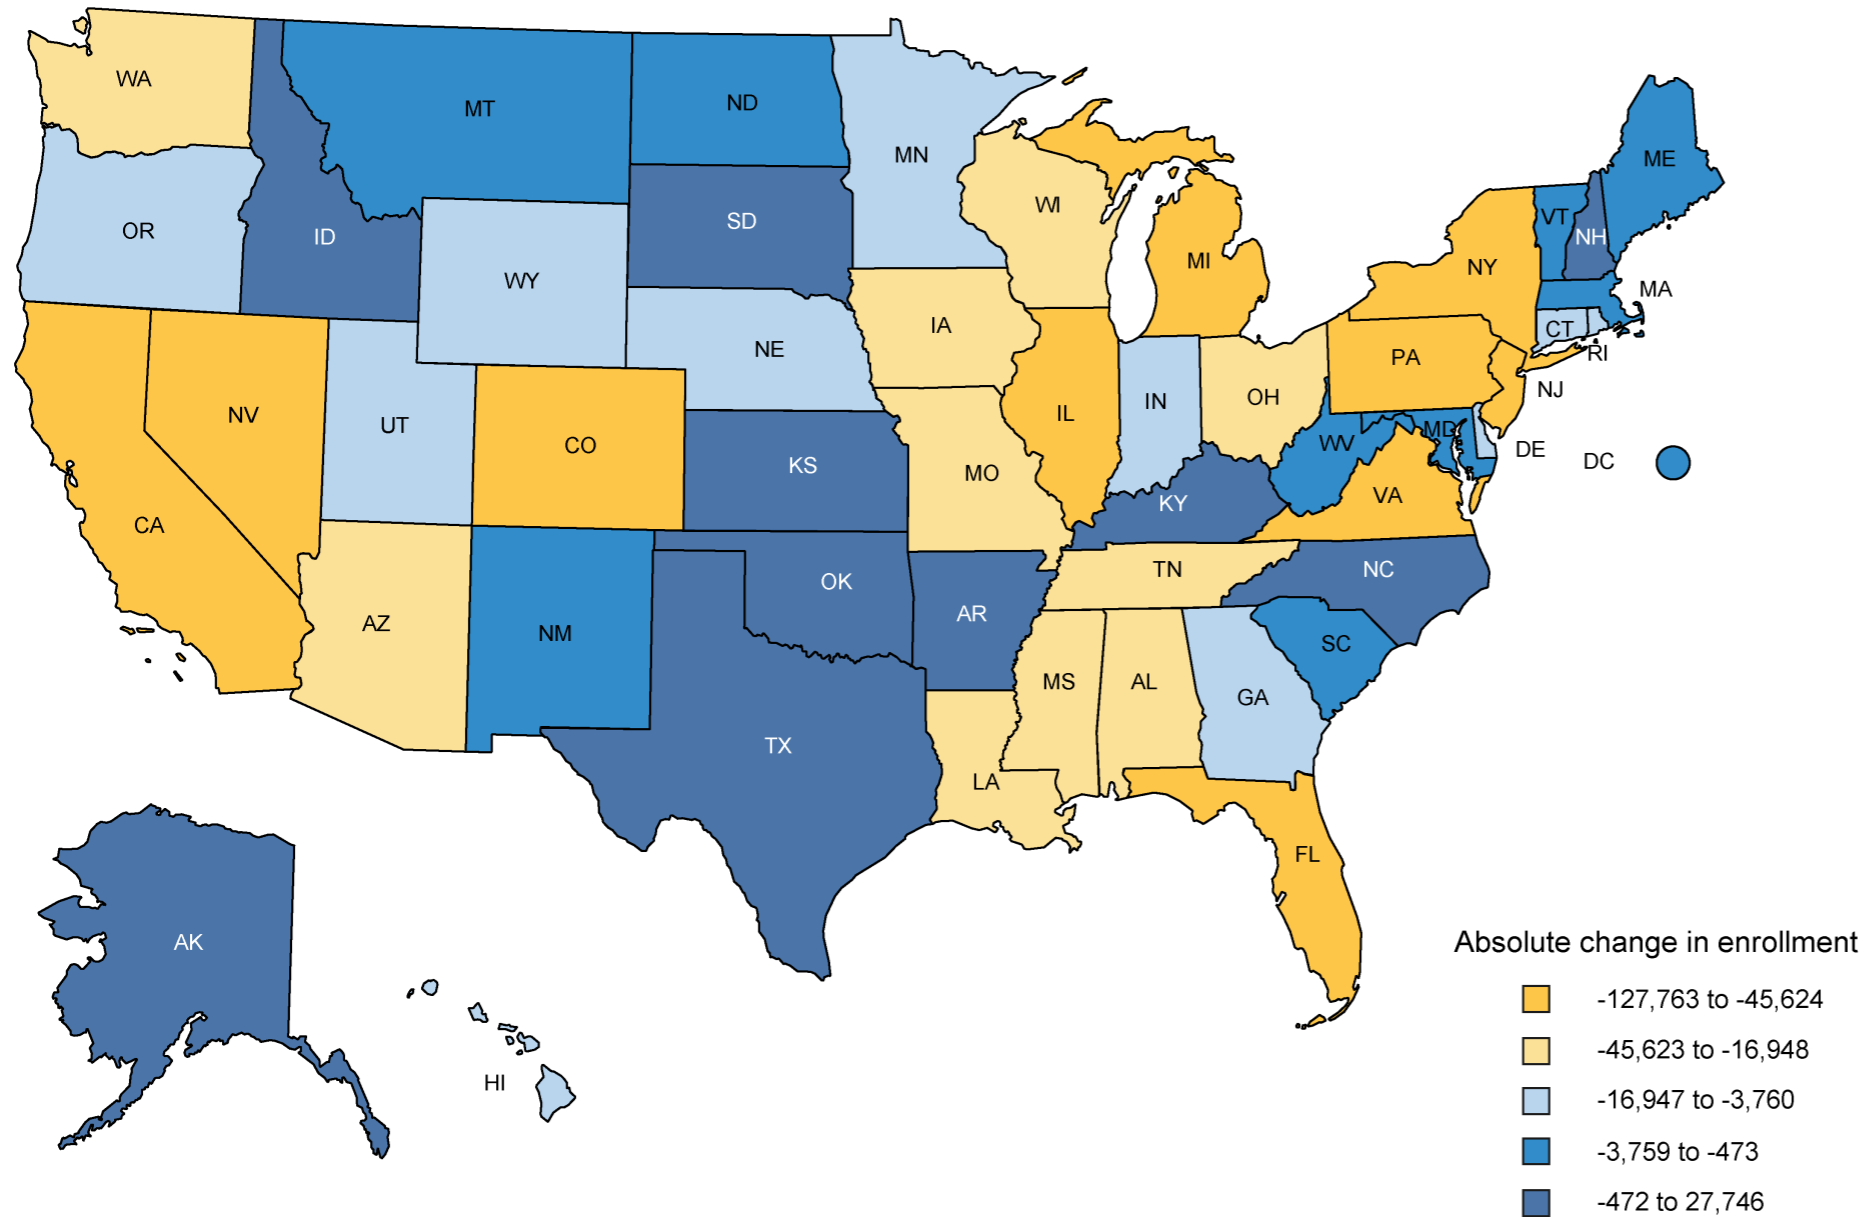 WA
MT
ND
MN
ME
OR
ID
SD
WI
VT
NH
WY
MI
NY
MA
IA
NE
CT
RI
PA
NJ
NV
UT
CO
IL
IN
OH
MD
WV
DE
DC
KS
MO
KY
VA
CA
TN
NC
OK
AR
AZ
NM
SC
MS
AL
GA
TX
LA
FL
AK
HI
Absolute change in enrollment
-127,763 to -45,624
-45,623 to -16,948
-16,947 to -3,760
-3,759 to -473
-472 to 27,746